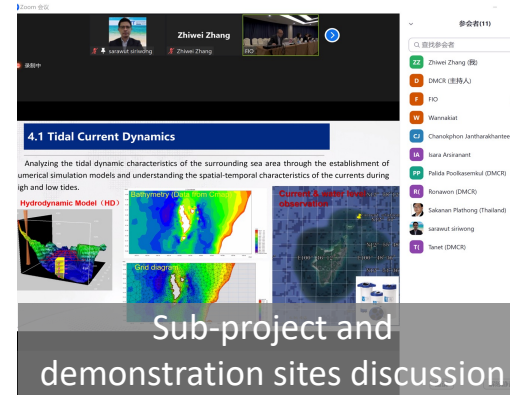 Zoom 会议
参会者(11)
Zhiwei Zhang
sarawut siriwong
Zhiwei Zhang
FIO
录制中
查找参会者
ZZ Zhiwei Zhang (我)
D DMCR (主持人)
F FIO
W Wannakiat
CJ Chanokphon Jantharakhantee
IA Isara Arsiranant
PP Palida Poolkasemkul (DMCR)
R( Ronawon (DMCR)
Sakanan Plathong (Thailand)
sarawut siriwong
T( Tanet (DMCR)
4.1 Tidal Current Dynamics
Analyzing the tidal dynamic characteristics of the surrounding sea area through the establishment of
umerical simulation models and understanding the spatial-temporal characteristics of the currents during
igh and low tides.
Hydrodynamic Model（HD）
Bathymetry (Data from
Current & water level
observation
Grid diagram
Sub-project and
demonstration sites discussion